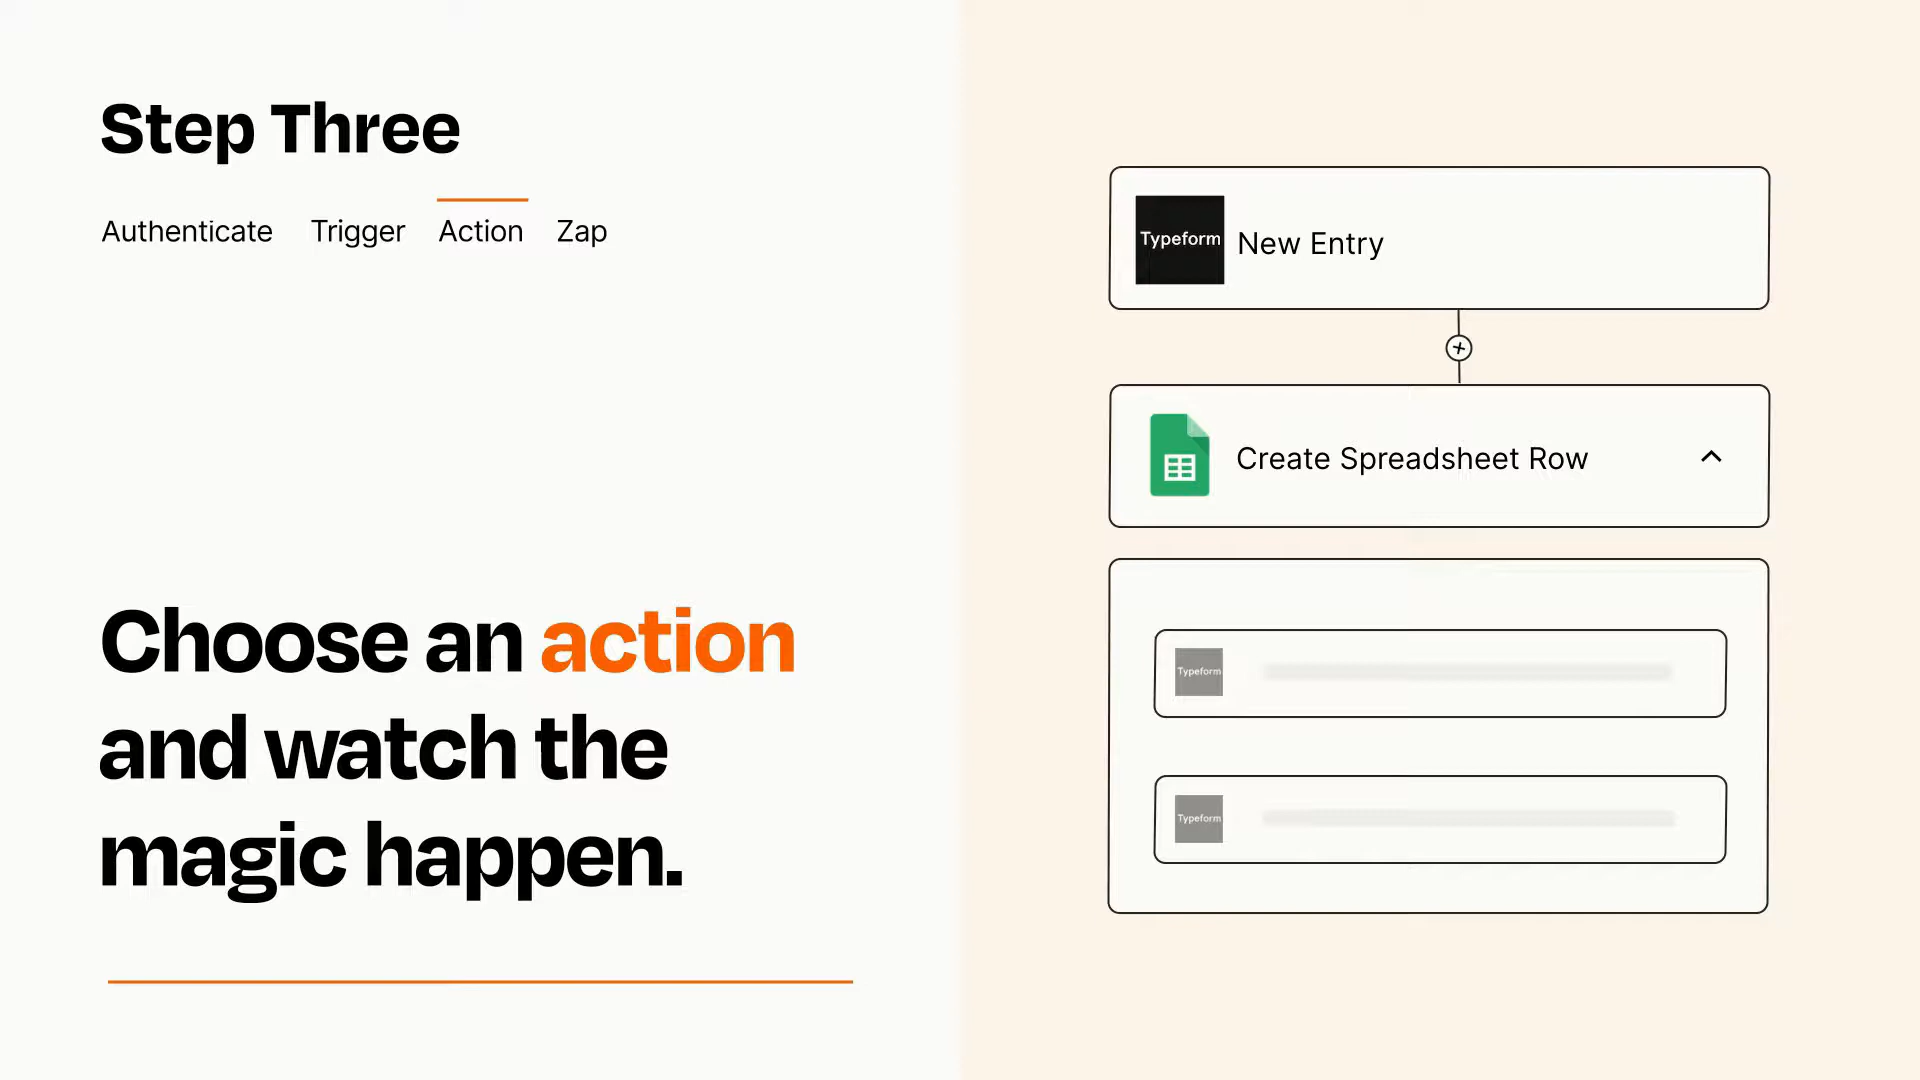 Step Three
Authenticate Trigger Action Zap
Choose an action
and watch the
magic happen.
Typeform New Entry
Create Spreadsheet Row
Typeform
Typeform